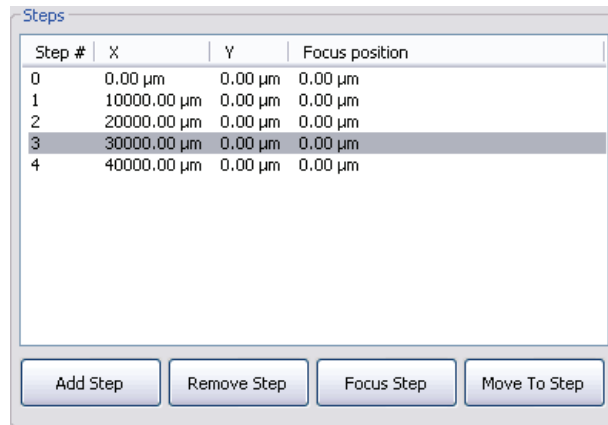 Steps
Step # X Y Focus position
0 0.00 µm 0.00 µm 0.00 µm
1 10000.00 µm 0.00 µm 0.00 µm
2 20000.00 µm 0.00 µm 0.00 µm
3 30000.00 µm 0.00 µm 0.00 µm
4 40000.00 µm 0.00 µm 0.00 µm
Add Step Remove Step Focus Step Move To Step